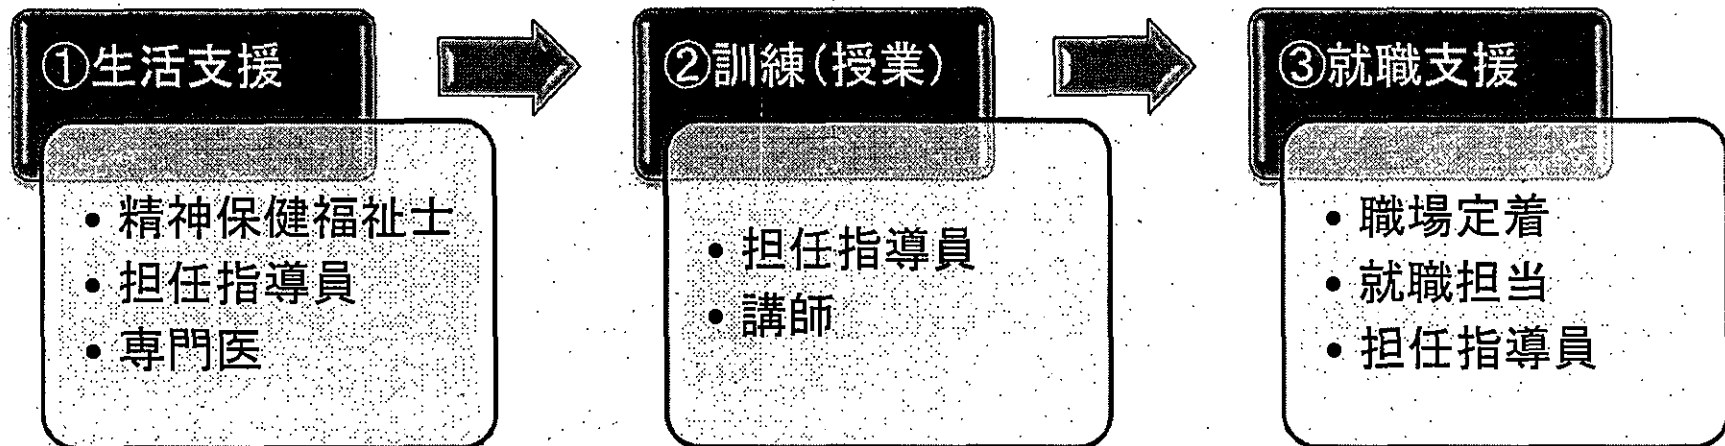 ①生活支援
• 精神保健福祉士
• 担任指導員
• 専門医
②訓練(授業)
• 担任指導員
• 講師
③就職支援
• 職場定着
• 就職担当
• 担任指導員